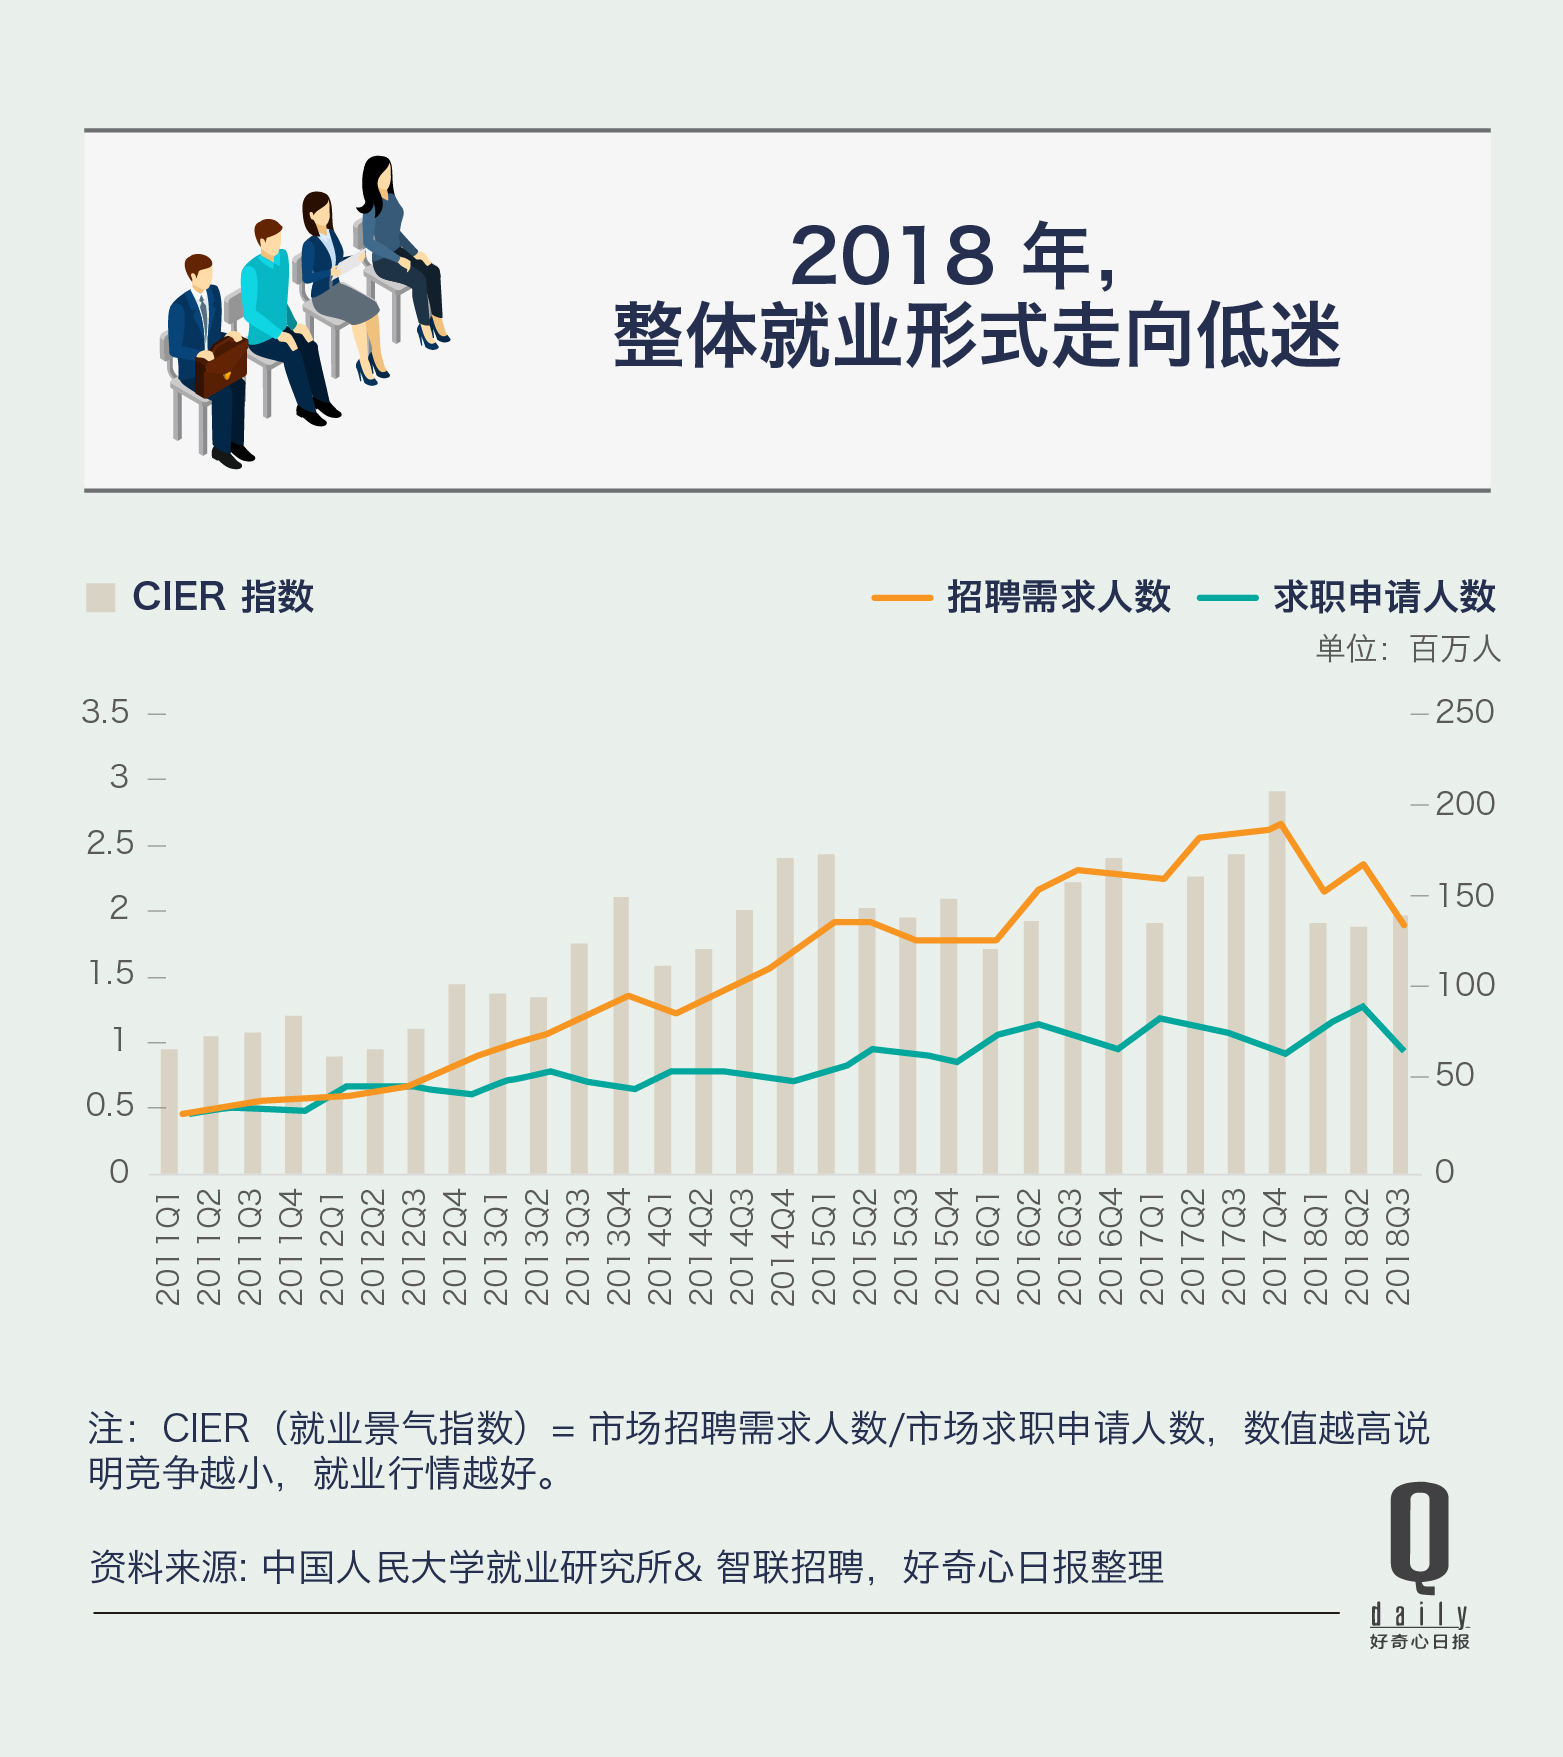 2018 年，
整体就业形式走向低迷
CIER 指数
招聘需求人数
求职申请人数
单位：百万人
3.5
3
2.5
2
1.5
1
0.5
0
250
200
150
100
50
0
2011Q1
2011Q2
2011Q3
2011Q4
2012Q1
2012Q2
2012Q3
2012Q4
2013Q1
2013Q2
2013Q3
2013Q4
2014Q1
2014Q2
2014Q3
2014Q4
2015Q1
2015Q2
2015Q3
2015Q4
2016Q1
2016Q2
2016Q3
2016Q4
2017Q1
2017Q2
2017Q3
2017Q4
2018Q1
2018Q2
2018Q3
注：CIER（就业景气指数）= 市场招聘需求人数/市场求职申请人数，数值越高说
明竞争越小，就业行情越好。
资料来源: 中国人民大学就业研究所& 智联招聘，好奇心日报整理
Q
daily
好奇心日报